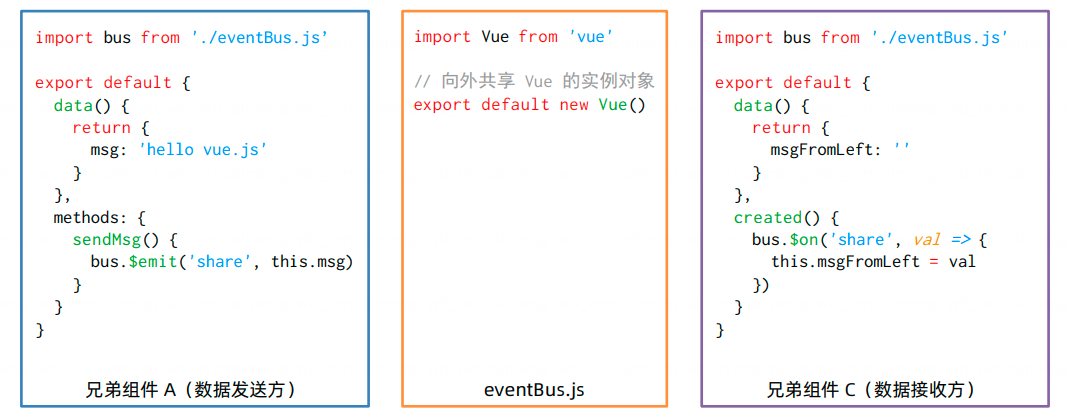 import bus from './eventBus.js’
export default {
data() {
return {
msg: 'hello vue.js'
}
},
methods: {
sendMsg() {
bus.$emit('share', this.msg)
}
}
}
兄弟组件 A（数据发送方）
import Vue from 'vue'
// 向外共享 Vue 的实例对象
export default new Vue()
eventBus.js
import bus from './eventBus.js'
export default {
data() {
return {
msgFromLeft: ''
}
},
created() {
bus.$on('share', val => {
this.msgFromLeft = val
})
}
}
兄弟组件 C（数据接收方）